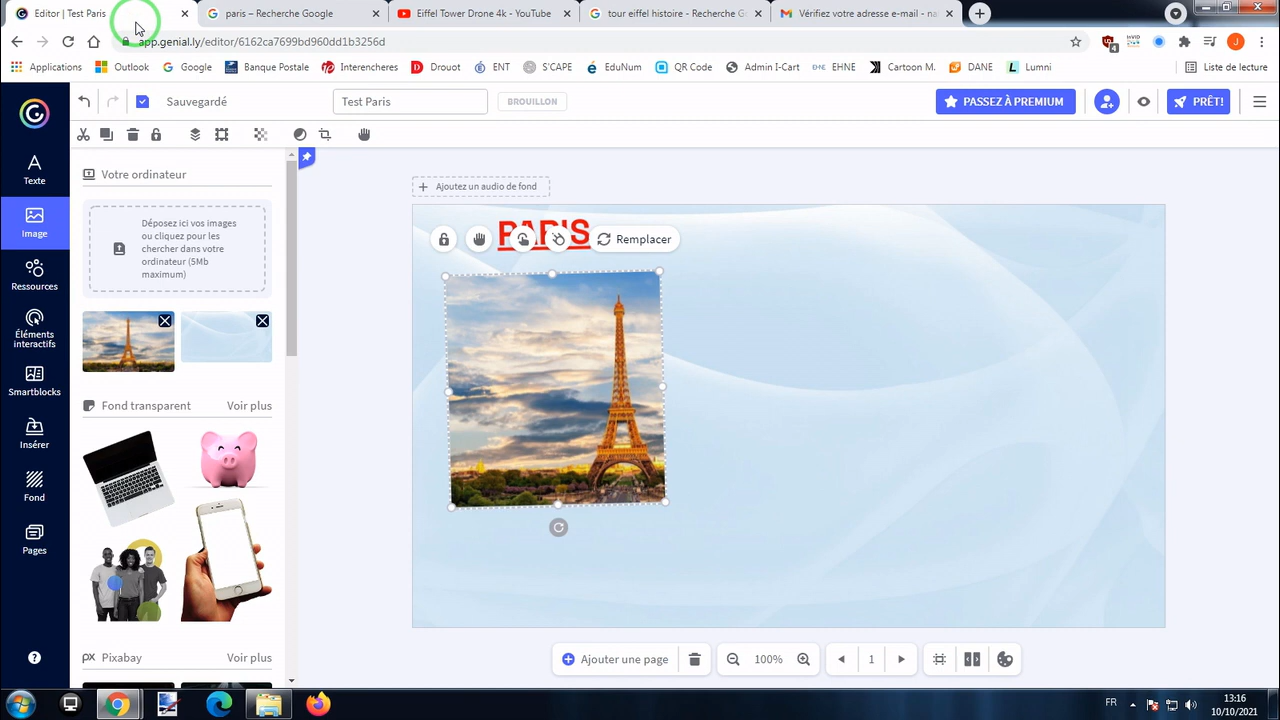 Editor | Test Paris
paris – Recherche Google
Eiffel Tower Drone 4k - YouTube
tour eiffel histoire - Recherche G
Vérifiez votre adresse e-mail -
app.genial.ly/editor/6162ca7699bd960dd1b3256d
Applications
Outlook
Google
Banque Postale
Interencheres
Drouot
ENT
S'CAPE
EduNum
QR Code
Admin I-Cart
EHNE
Cartoon M.
DANE
Lumni
Liste de lecture
Sauvegardé
Test Paris
BROUILLON
PASSEZ À PREMIUM
PRÊT!
Texte
Image
Ressources
Éléments
interactifs
Smartblocks
Insérer
Fond
Pages
Votre ordinateur
Déposez ici vos images
ou cliquez pour les
chercher dans votre
ordinateur (5Mb
maximum)
Fond transparent
Voir plus
Pixabay
Voir plus
Ajoutez un audio de fond
PARIS
Remplacer
Ajouter une page
100%
1
FR
13:16
10/10/2021